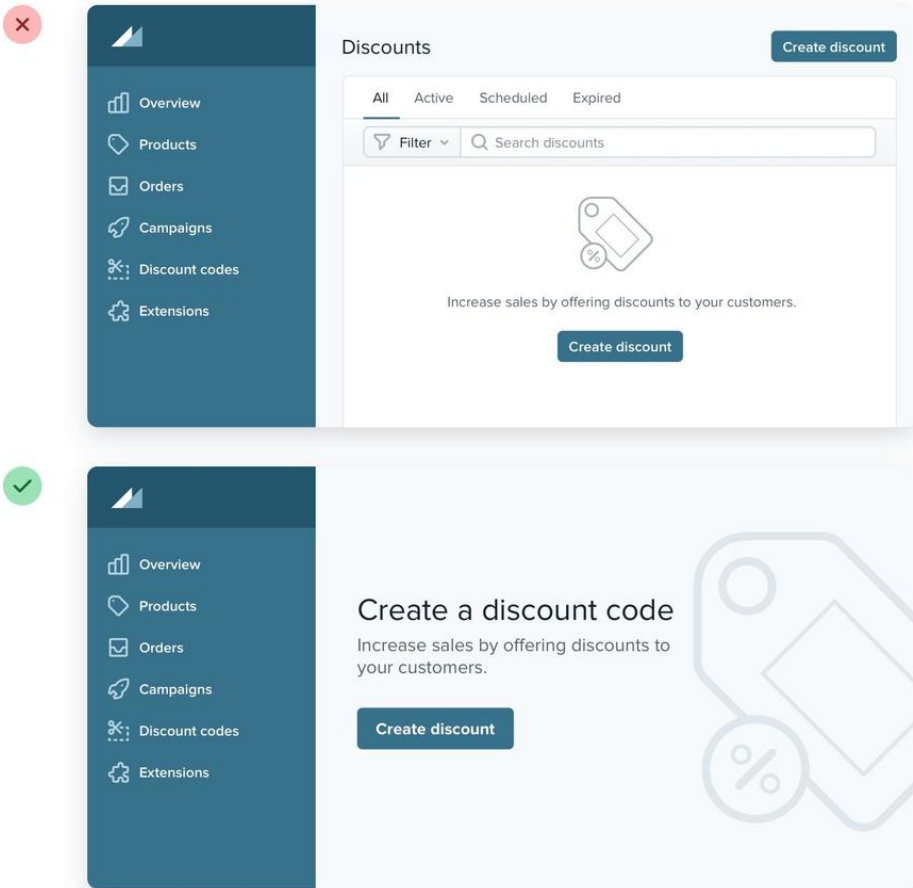 Discounts
Create discount
Overview
Products
Orders
Campaigns
Discount codes
Extensions
All Active Scheduled Expired
Filter Search discounts
%
Increase sales by offering discounts to your customers.
Create discount
Overview
Products
Orders
Campaigns
Discount codes
Extensions
Create a discount code
Increase sales by offering discounts to
your customers.
Create discount
%